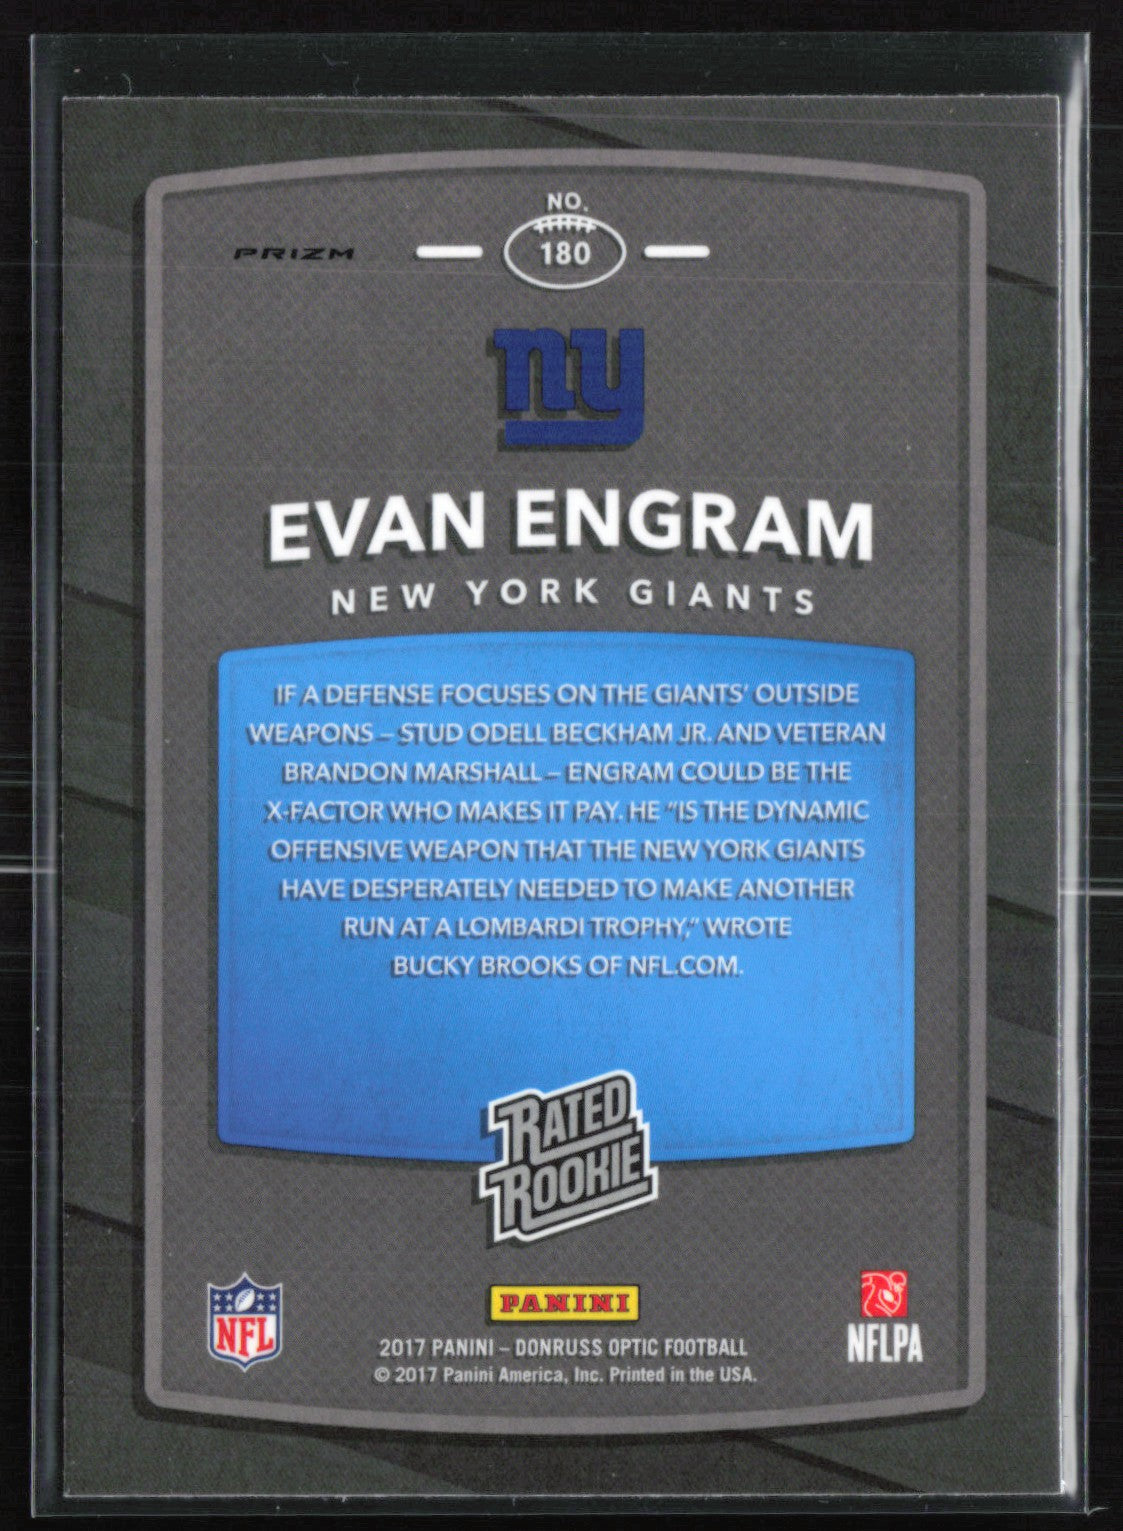 NO.
PRIZM
180
ny
EVAN ENGRAM
NEW YORK GIANTS
IF A DEFENSE FOCUSES ON THE GIANTS' OUTSIDE
WEAPONS – STUD ODELL BECKHAM JR. AND VETERAN
BRANDON MARSHALL – ENGRAM COULD BE THE
X-FACTOR WHO MAKES IT PAY. HE "IS THE DYNAMIC
OFFENSIVE WEAPON THAT THE NEW YORK GIANTS
HAVE DESPERATELY NEEDED TO MAKE ANOTHER
RUN AT A LOMBARDI TROPHY," WROTE
BUCKY BROOKS OF NFL.COM.
RATED
ROOKIE
NFL
PANINI
NFLPA
2017 PANINI – DONRUSS OPTIC FOOTBALL
© 2017 Panini America, Inc. Printed in the USA.